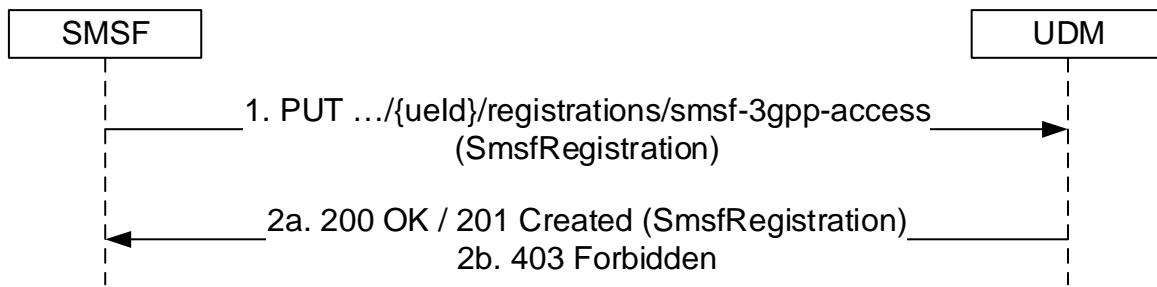 SMSF
UDM
1. PUT …/{ueId}/registrations/smsf-3gpp-access
(SmsfRegistration)
2a. 200 OK / 201 Created (SmsfRegistration)
2b. 403 Forbidden